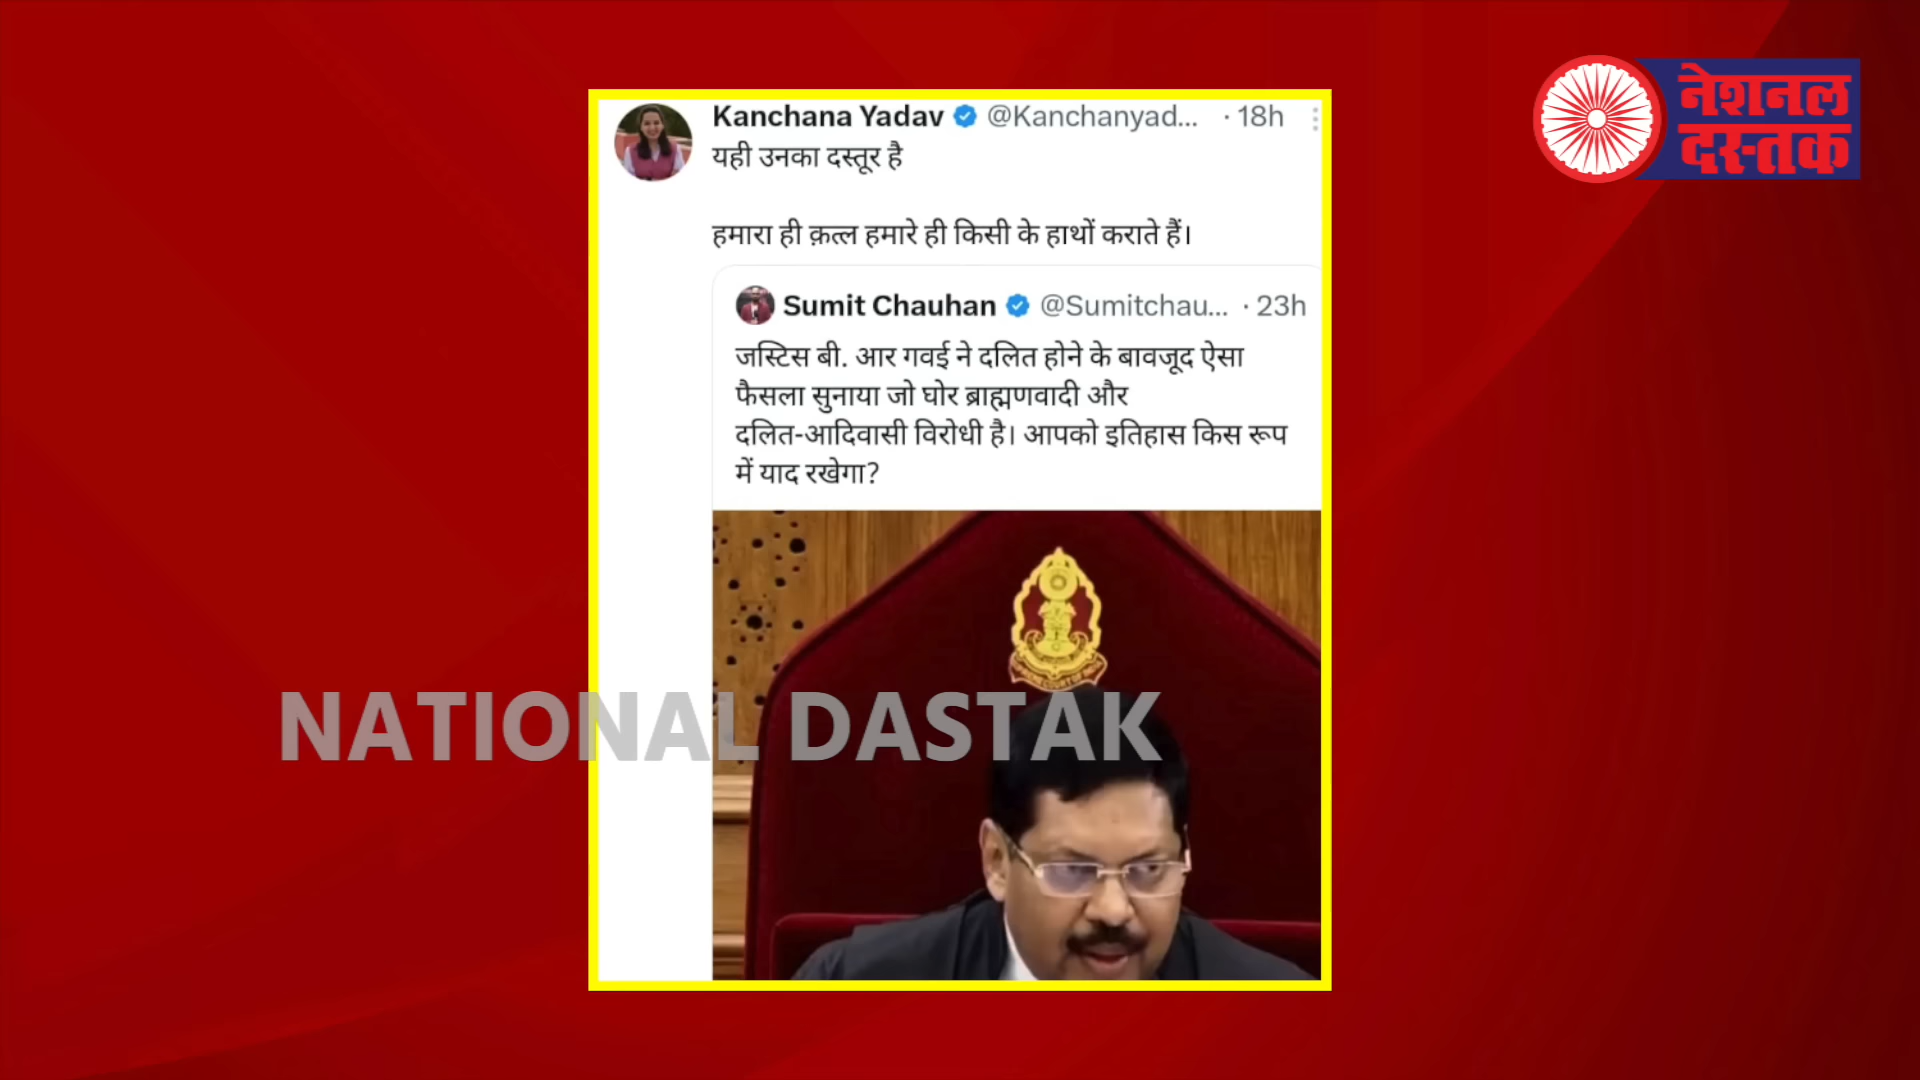 Kanchana Yadav @Kanchanyad... · 18h
यही उनका दस्तूर है
हमारा ही क़त्ल हमारे ही किसी के हाथों कराते हैं।
Sumit Chauhan @Sumitchau... · 23h
जस्टिस बी. आर गवई ने दलित होने के बावजूद ऐसा
फैसला सुनाया जो घोर ब्राह्मणवादी और
दलित-आदिवासी विरोधी है। आपको इतिहास किस रूप
में याद रखेगा?
नेशनल
दस्तक
NATIONAL DASTAK